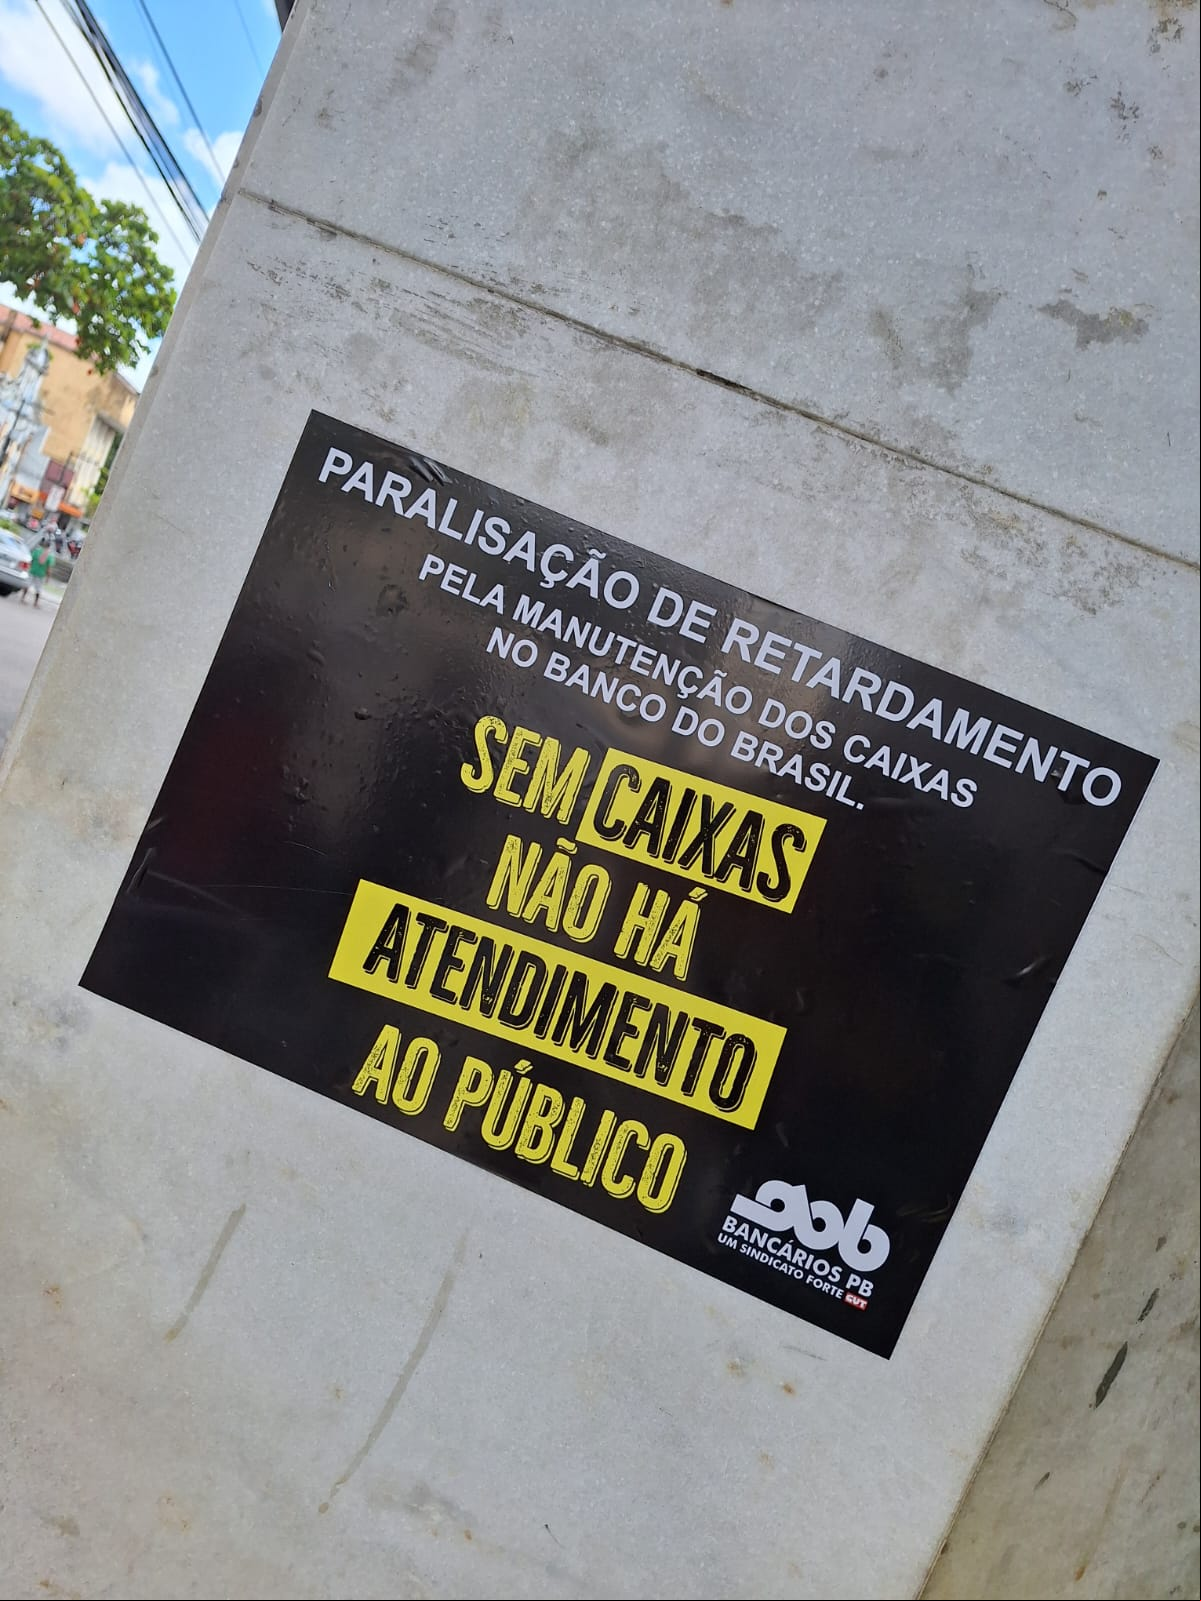 PARALISAÇÃO DE RETARDAMENTO
PELA MANUTENÇÃO DOS CAIXAS
NO BANCO DO BRASIL.
SEM CAIXAS
NÃO HÁ
ATENDIMENTO
AO PÚBLICO
BANCÁRIOS PB
UM SINDICATO FORTE CUT